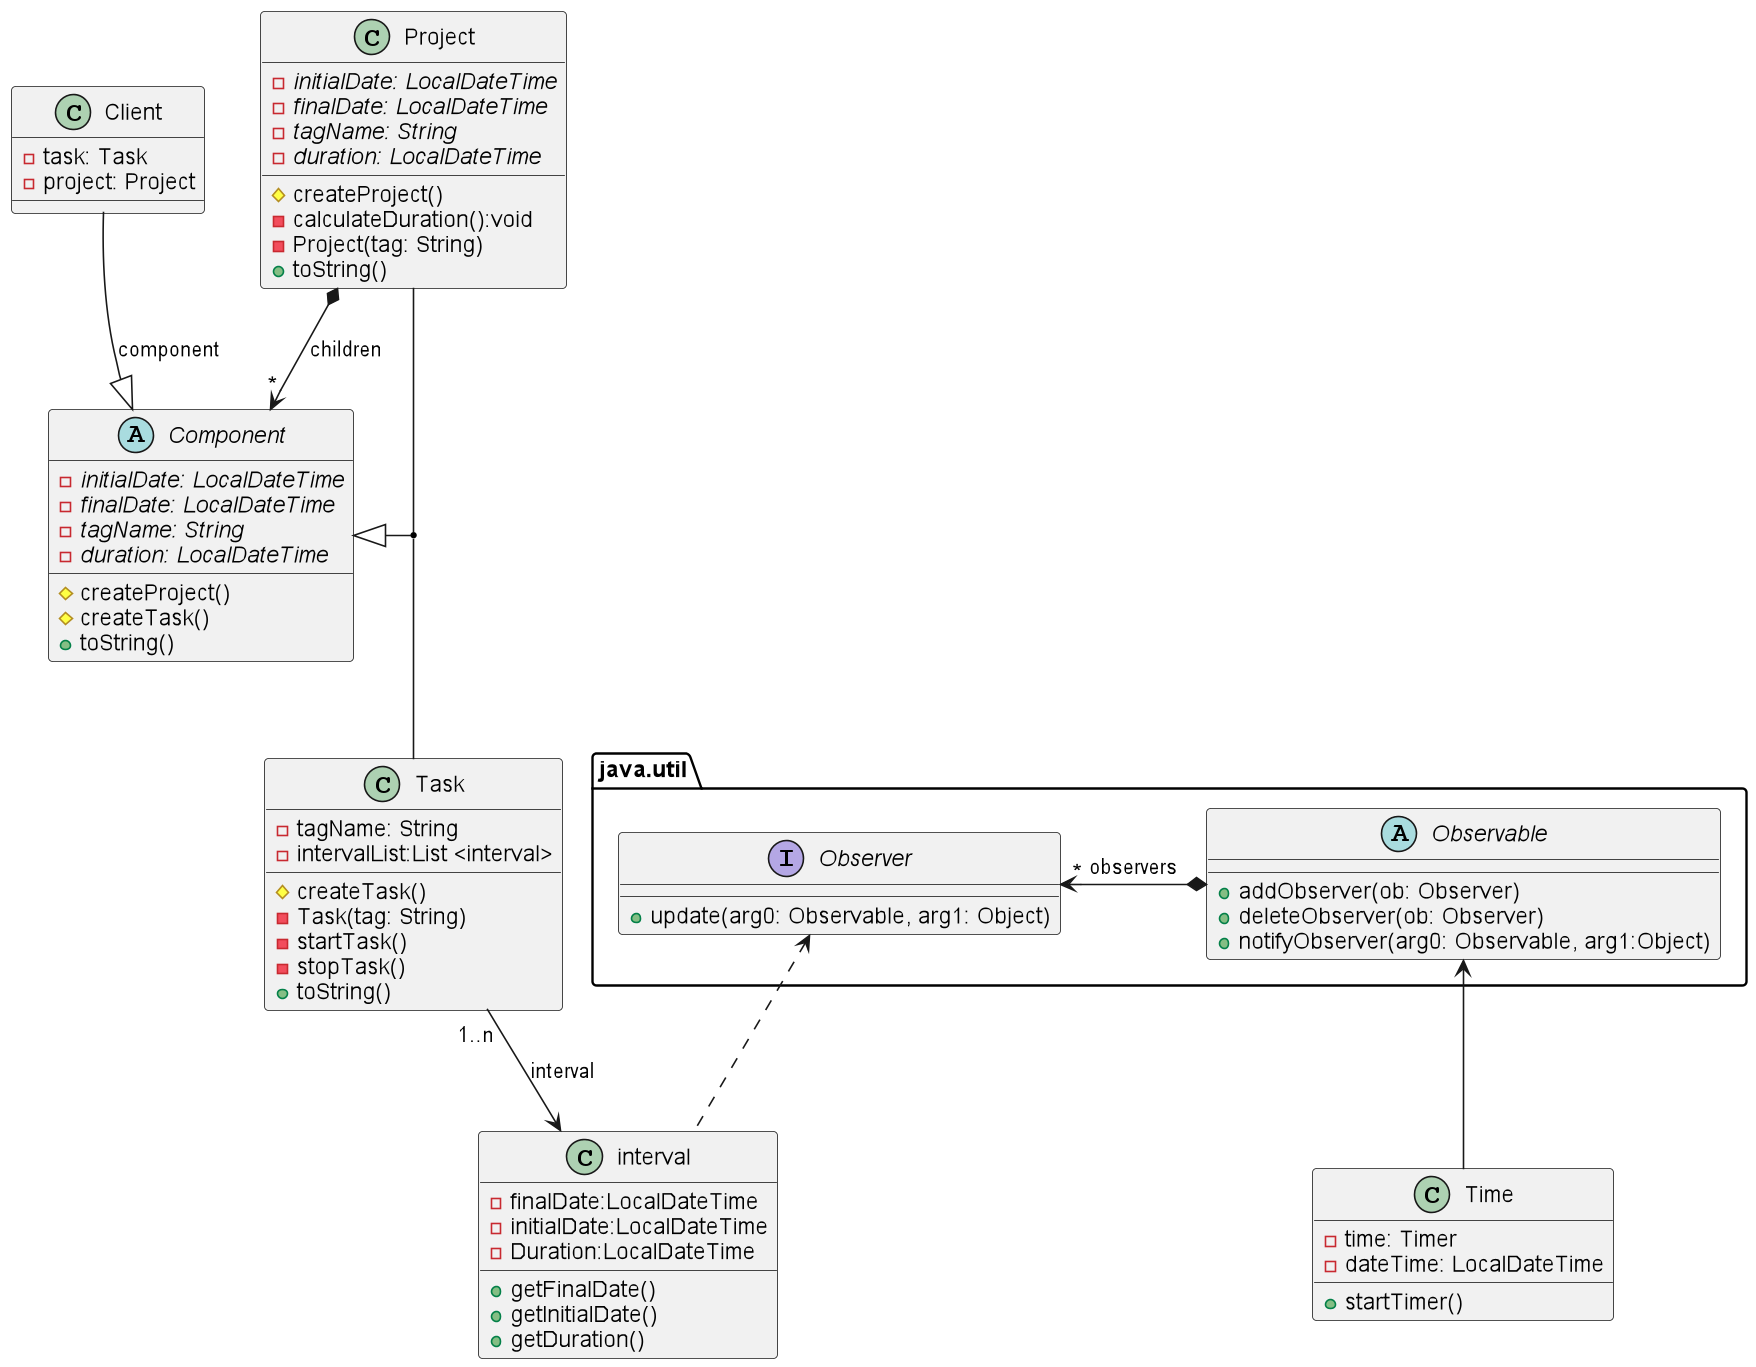 C Project
initialDate: LocalDateTime
finalDate: LocalDateTime
tagName: String
duration: LocalDateTime
createProject()
calculateDuration():void
Project(tag: String)
toString()
C Client
task: Task
project: Project
component
children
*
A Component
initialDate: LocalDateTime
finalDate: LocalDateTime
tagName: String
duration: LocalDateTime
createProject()
createTask()
toString()
C Task
tagName: String
intervalList:List <interval>
createTask()
Task(tag: String)
startTask()
stopTask()
toString()
java.util
I Observer
update(arg0: Observable, arg1: Object)
* observers
A Observable
addObserver(ob: Observer)
deleteObserver(ob: Observer)
notifyObserver(arg0: Observable, arg1:Object)
1..n
interval
C interval
finalDate:LocalDateTime
initialDate:LocalDateTime
Duration:LocalDateTime
getFinalDate()
getInitialDate()
getDuration()
C Time
time: Timer
dateTime: LocalDateTime
startTimer()